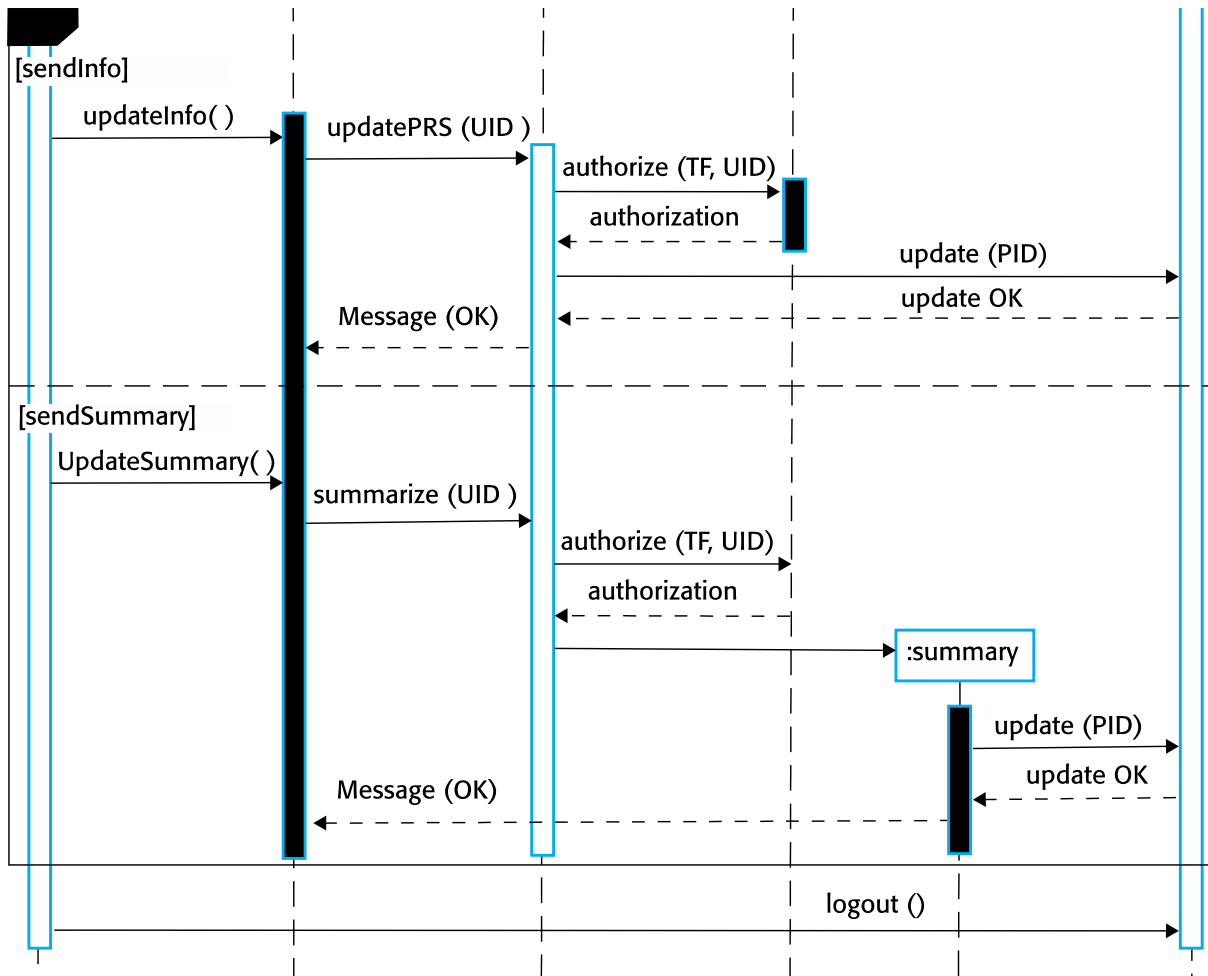 [sendInfo]
updateInfo( )
updatePRS (UID )
authorize (TF, UID)
authorization
update (PID)
update OK
Message (OK)
[sendSummary]
UpdateSummary( )
summarize (UID )
authorize (TF, UID)
authorization
:summary
update (PID)
update OK
Message (OK)
logout ()